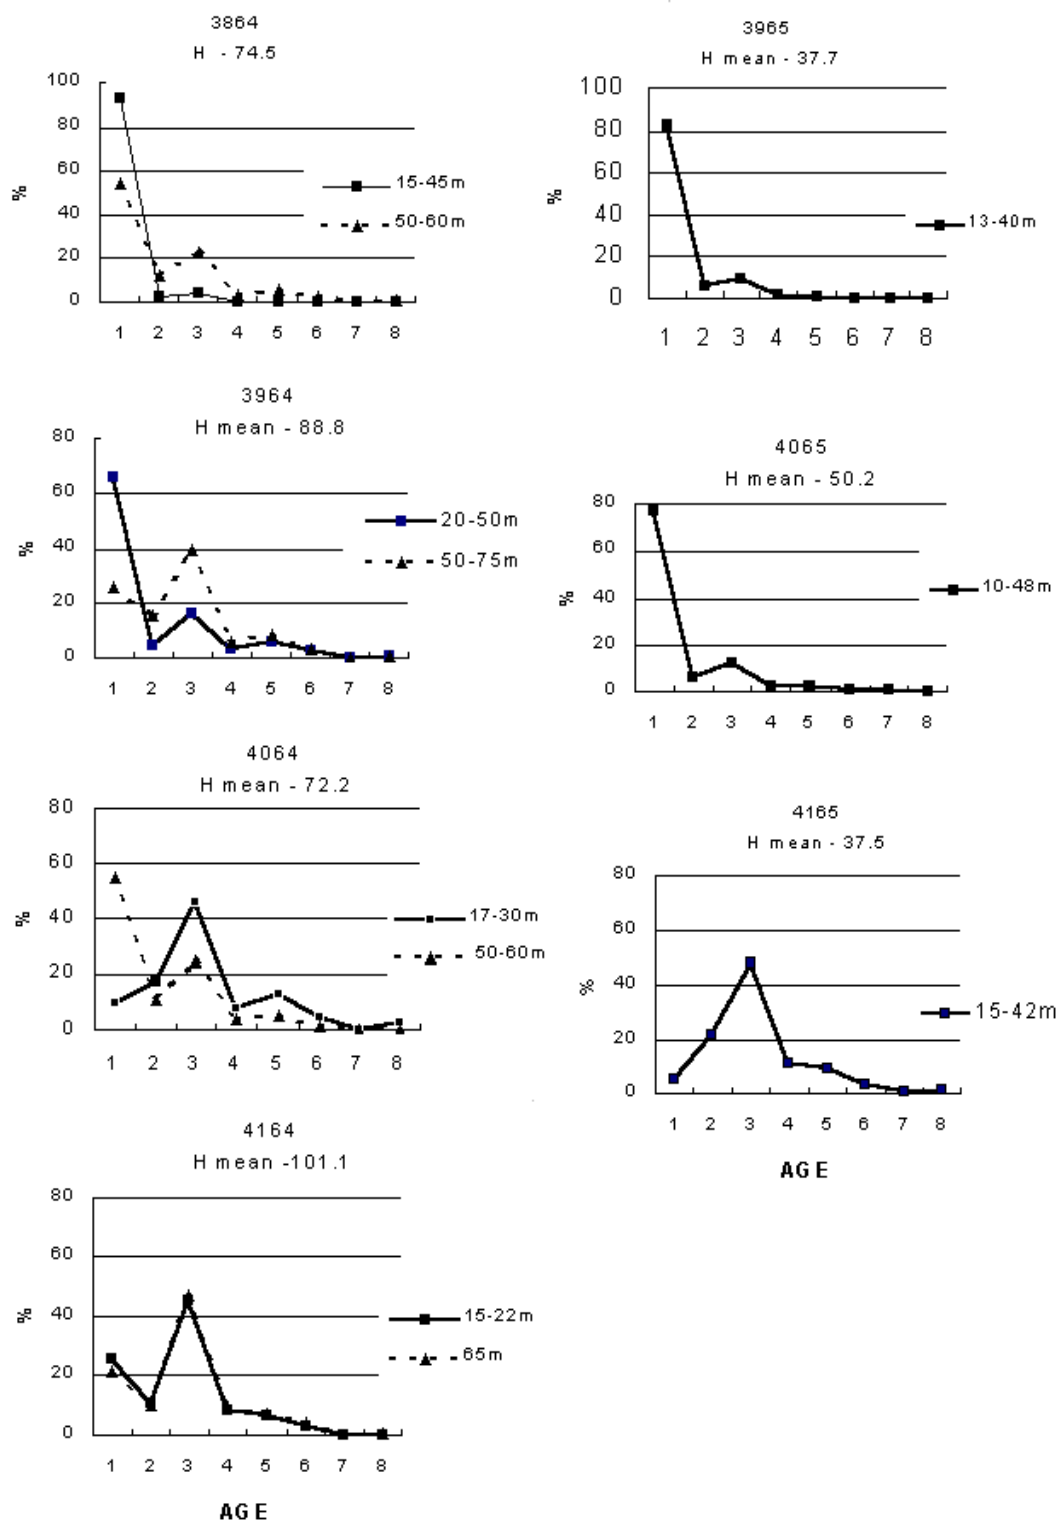 3864
H - 74.5
100
80
60
40
20
0
%
1 2 3 4 5 6 7 8
15-45m
50-60m
3965
H mean - 37.7
100
80
60
40
20
0
%
1 2 3 4 5 6 7 8
13-40m
3964
H mean - 88.8
80
60
40
20
0
%
1 2 3 4 5 6 7 8
20-50m
50-75m
4065
H mean - 50.2
80
60
40
20
0
%
1 2 3 4 5 6 7 8
10-48m
4064
H mean - 72.2
80
60
40
20
0
%
1 2 3 4 5 6 7 8
17-30m
50-60m
4165
H mean - 37.5
80
60
40
20
0
%
1 2 3 4 5 6 7 8
15-42m
AGE
4164
H mean -101.1
80
60
40
20
0
%
1 2 3 4 5 6 7 8
15-22m
65m
AGE